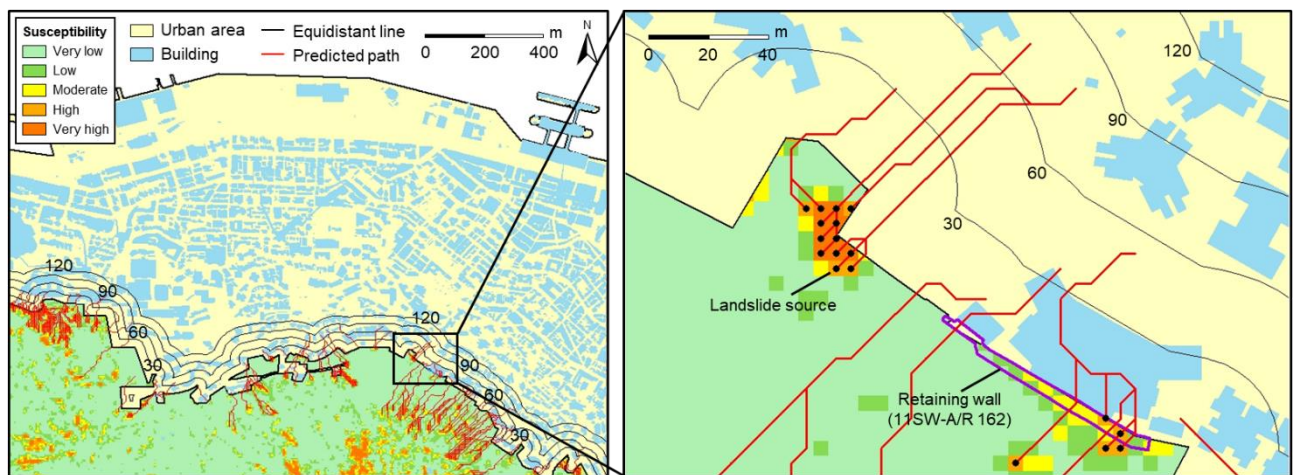 Susceptibility
Very low
Low
Moderate
High
Very high
Urban area
Building
Equidistant line
Predicted path
m
0 200 400
N
120
90
60
30
120
90
60
30
m
0 20 40
120
90
60
30
Landslide source
Retaining wall
(11SW-A/R 162)